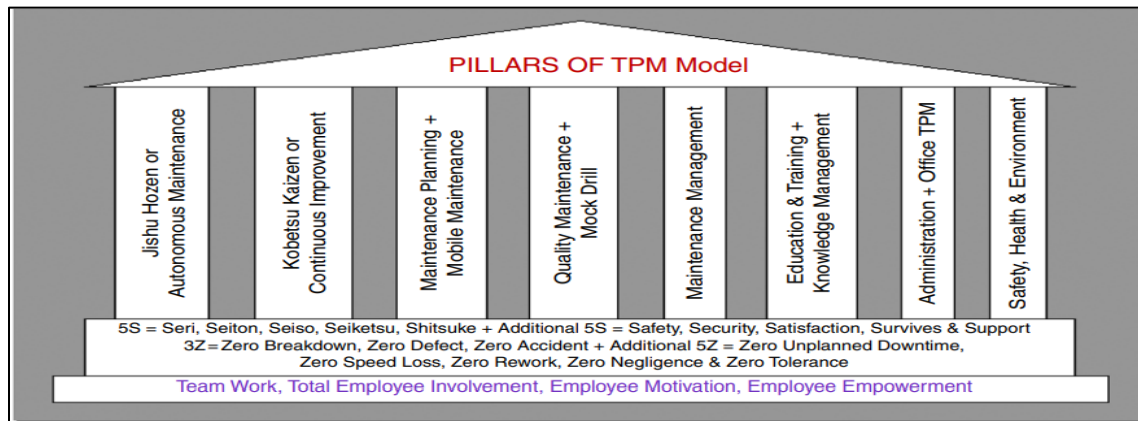 PILLARS OF TPM Model
Jishu Hozen or
Autonomous Maintenance
Kobetsu Kaizen or
Continuous Improvement
Maintenance Planning +
Mobile Maintenance
Quality Maintenance +
Mock Drill
Maintenance Management
Education & Training +
Knowledge Management
Administration + Office TPM
Safety, Health & Environment
5S = Seri, Seiton, Seiso, Seiketsu, Shitsuke + Additional 5S = Safety, Security, Satisfaction, Survives & Support
3Z= Zero Breakdown, Zero Defect, Zero Accident + Additional 5Z = Zero Unplanned Downtime,
Zero Speed Loss, Zero Rework, Zero Negligence & Zero Tolerance
Team Work, Total Employee Involvement, Employee Motivation, Employee Empowerment